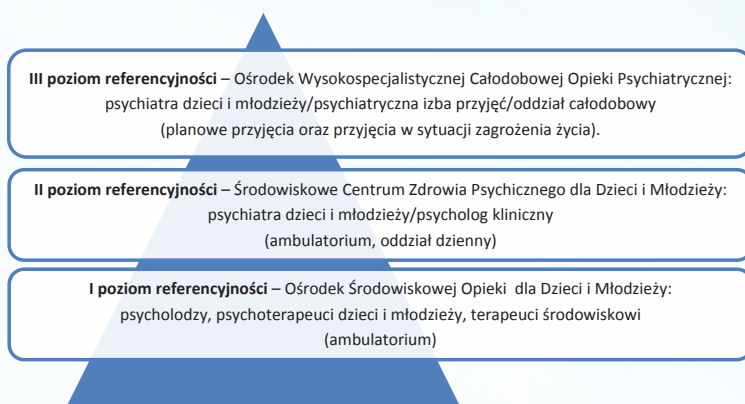 III poziom referencyjności – Ośrodek Wysokospecjalistycznej Całodobowej Opieki Psychiatrycznej:
psychiatra dzieci i młodzieży/psychiatryczna izba przyjęć/oddział całodobowy
(planowe przyjęcia oraz przyjęcia w sytuacji zagrożenia życia).
II poziom referencyjności – Środowiskowe Centrum Zdrowia Psychicznego dla Dzieci i Młodzieży:
psychiatra dzieci i młodzieży/psycholog kliniczny
(ambulatorium, oddział dzienny)
I poziom referencyjności – Ośrodek Środowiskowej Opieki dla Dzieci i Młodzieży:
psycholodzy, psychoterapeuci dzieci i młodzieży, terapeuci środowiskowi
(ambulatorium)